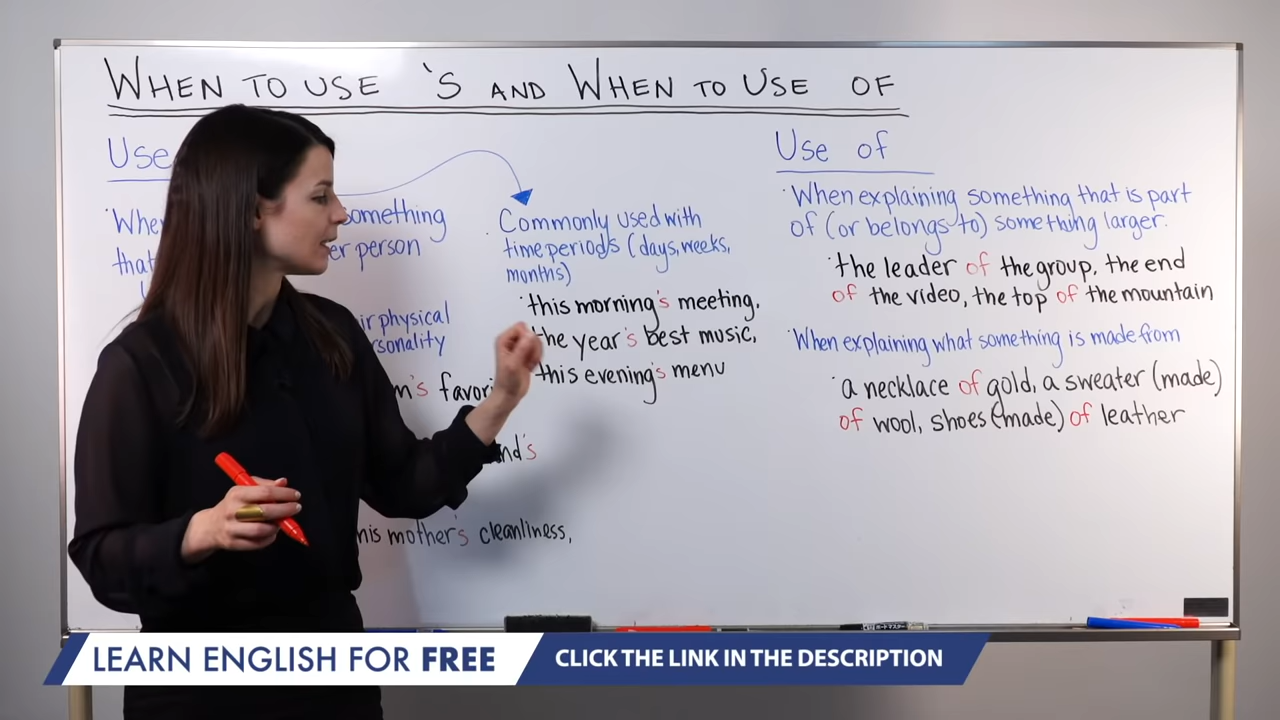 WHEN TO USE 'S AND WHEN TO USE OF
Use
something
er person
that
ir physical
rsonality
m's
nd's
his mother's cleanliness,
Commonly used with
time periods (days, weeks,
months)
this morning's meeting,
the year's best music,
this evening's menu
Use of
When explaining something that is part
of (or belongs to) something larger.
the leader of the group, the end
of the video, the top of the mountain
When explaining what something is made from
a necklace of gold, a sweater (made)
of wool, shoes (made) of leather
LEARN ENGLISH FOR FREE
CLICK THE LINK IN THE DESCRIPTION